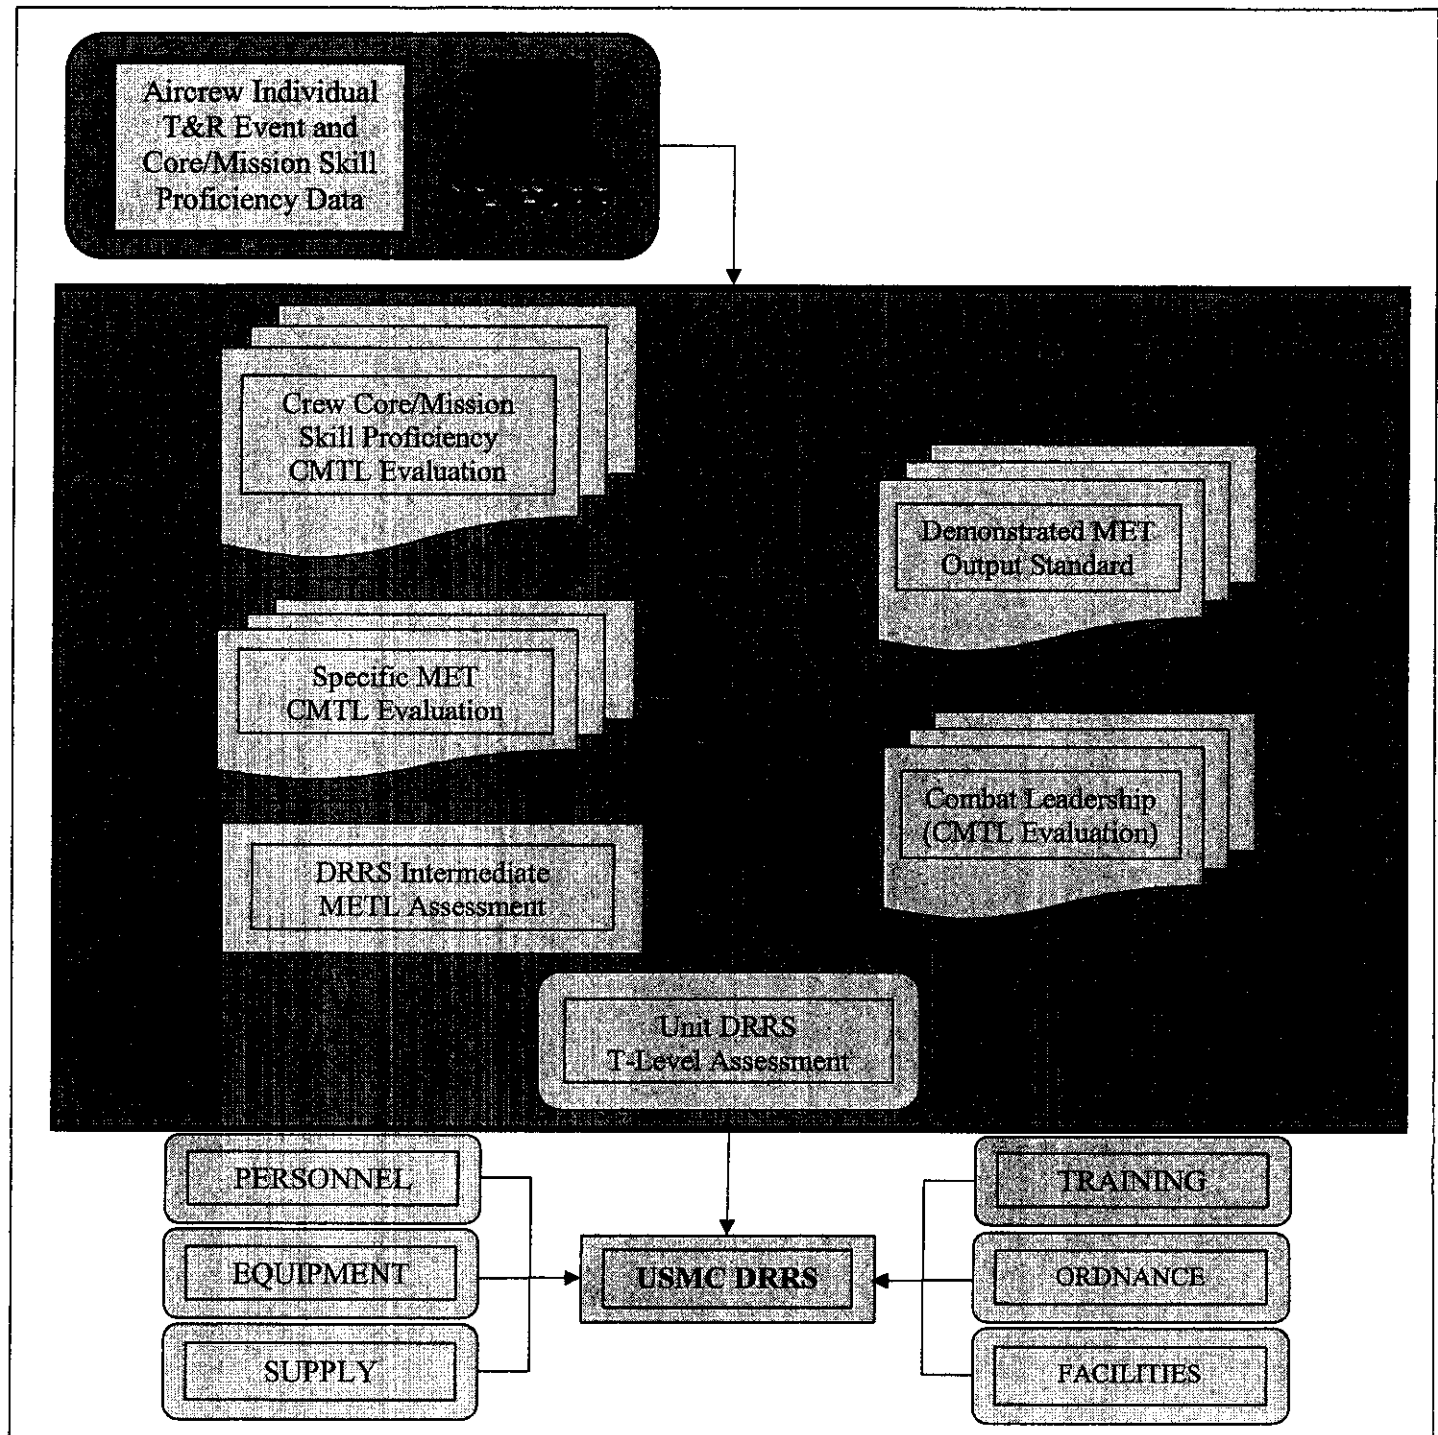 Aircrew Individual
T&R Event and
Core/Mission Skill
Proficiency Data
Crew Core/Mission
Skill Proficiency
CMTL Evaluation
Demonstrated MET
Output Standard
Specific MET
CMTL Evaluation
Combat Leadership
(CMTL Evaluation)
DRRS Intermediate
METL Assessment
Unit DRRS
T-Level Assessment
PERSONNEL
EQUIPMENT
SUPPLY
USMC DRRS
TRAINING
ORDNANCE
FACILITIES